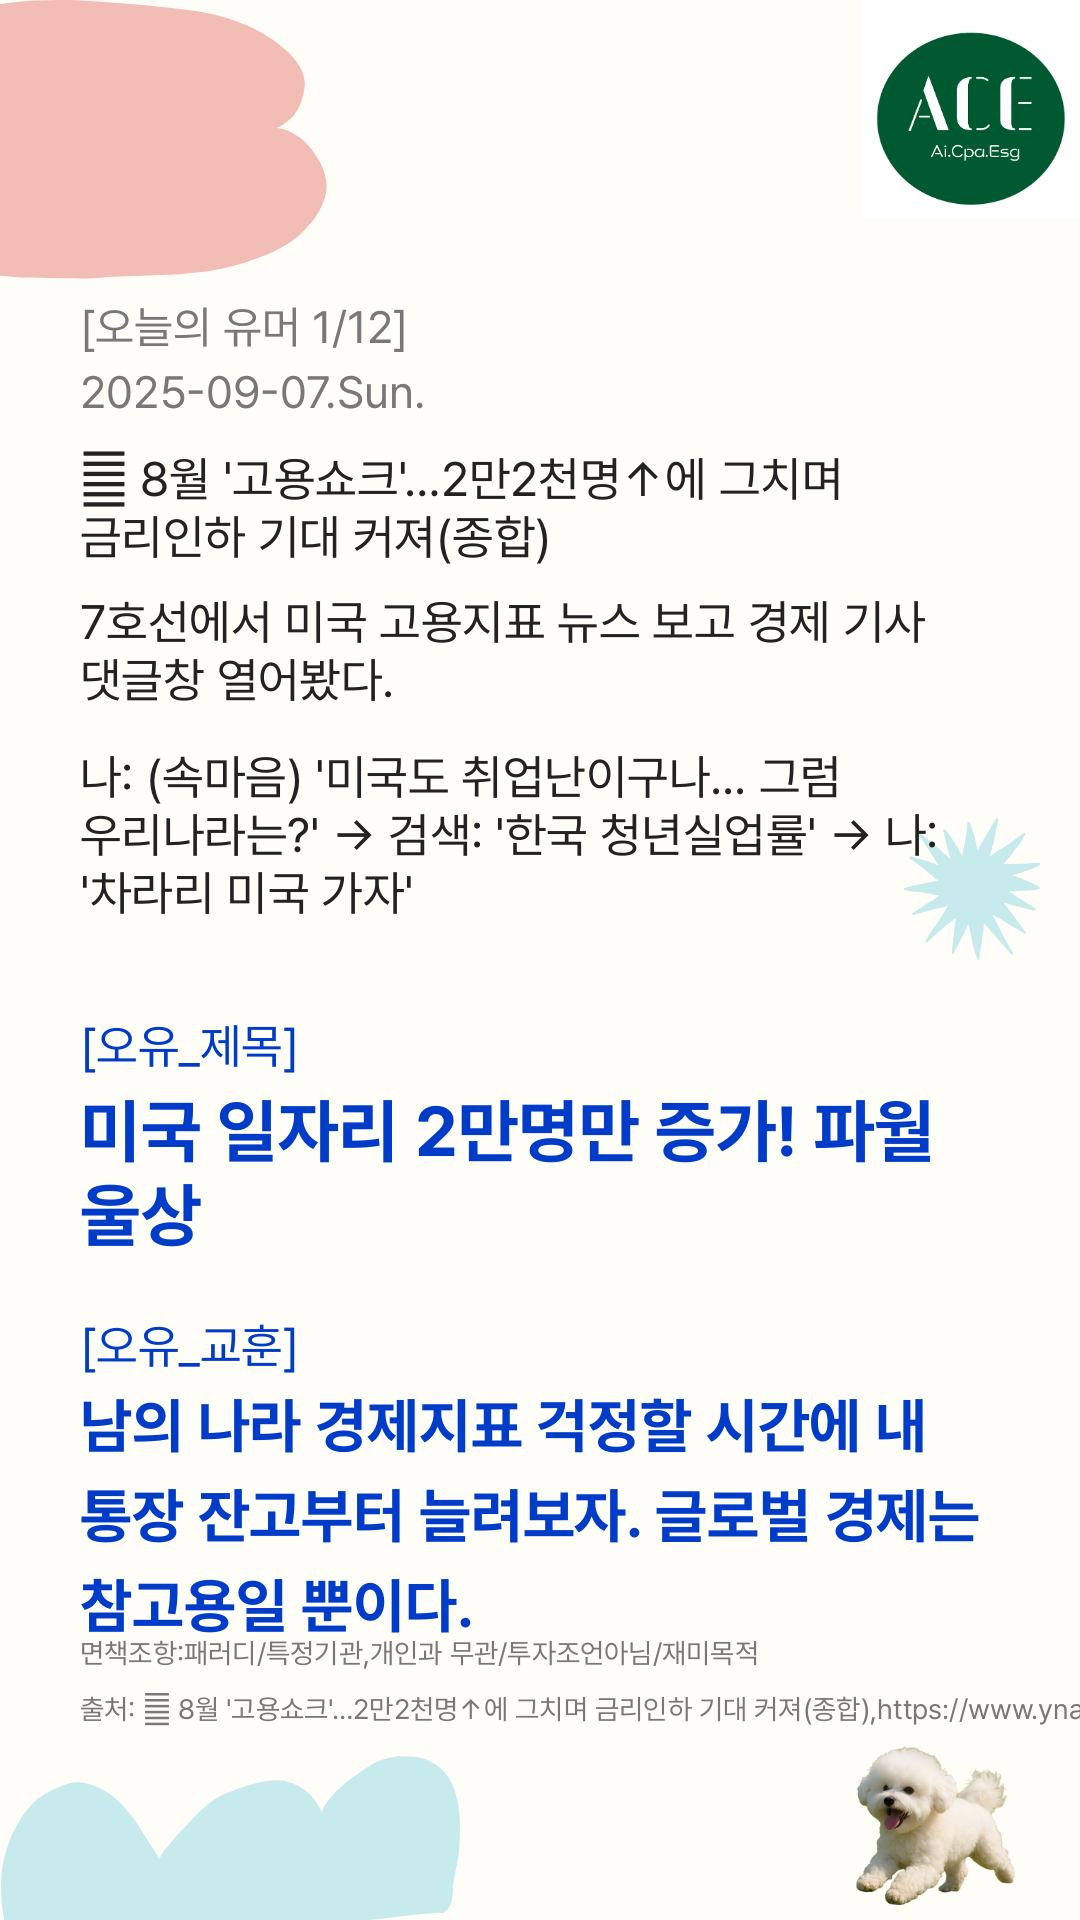 ACE
Ai.Cpa.Esg
[오늘의 유머 1/12]
2025-09-07.Sun.
䷀ 8월 '고용쇼크'…2만2천명↑에 그치며
금리인하 기대 커져(종합)
7호선에서 미국 고용지표 뉴스 보고 경제 기사
댓글창 열어봤다.
나: (속마음) '미국도 취업난이구나... 그럼
우리나라는?' → 검색: '한국 청년실업률' → 나:
'차라리 미국 가자'
[오유_제목]
미국 일자리 2만명만 증가! 파월
울상
[오유_교훈]
남의 나라 경제지표 걱정할 시간에 내
통장 잔고부터 늘려보자. 글로벌 경제는
참고용일 뿐이다.
면책조항:패러디/특정기관,개인과 무관/투자조언아님/재미목적
출처: ䷀ 8월 '고용쇼크'…2만2천명↑에 그치며 금리인하 기대 커져(종합),https://www.yna